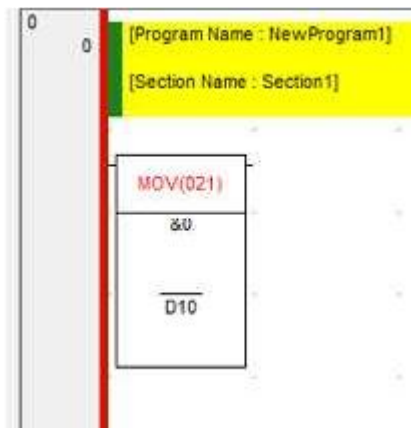 0
0
[Program Name : NewProgram1]
[Section Name : Section1]
MOV(021)
&0
D10